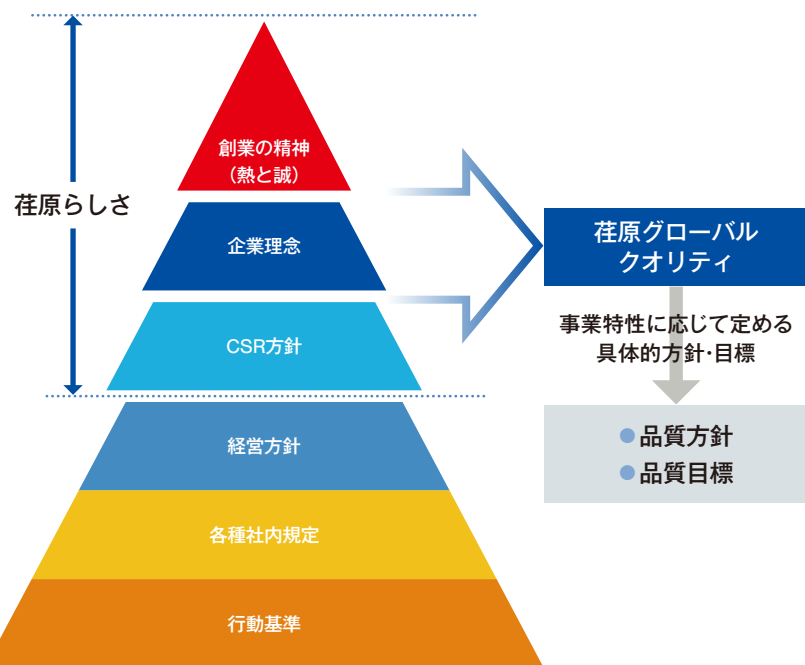 荏原らしさ
創業の精神
（熱と誠）
企業理念
CSR方針
経営方針
各種社内規定
行動基準
荏原グローバル
クオリティ
事業特性に応じて定める
具体的方針・目標
●品質方針
●品質目標